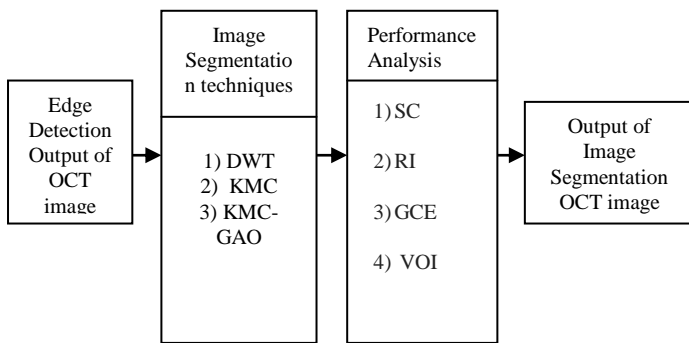 Edge
Detection
Output of
OCT
image
Image
Segmentatio
n techniques
1) DWT
2) KMC
3) KMC-
GAO
Performance
Analysis
1) SC
2) RI
3) GCE
4) VOI
Output of
Image
Segmentation
OCT image